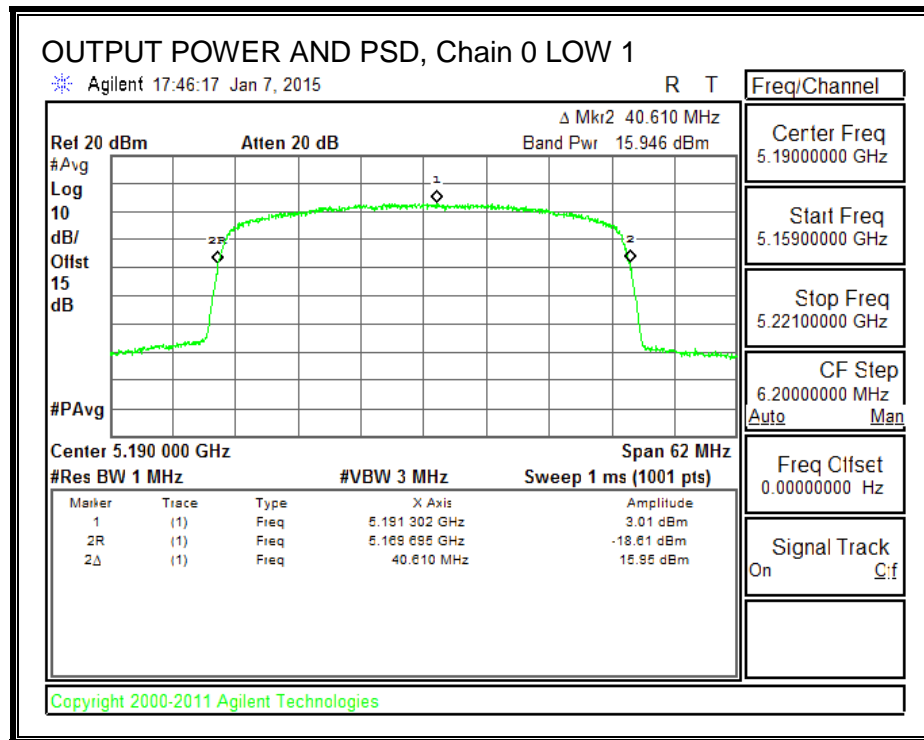 OUTPUT POWER AND PSD, Chain 0 LOW 1
Agilent 17:46:17 Jan 7, 2015 R T
Freq/Channel
Δ Mkr2 40.610 MHz
Ref 20 dBm Atten 20 dB Band Pwr 15.946 dBm
#Avg
Log
10
dB/
Offst
15
dB
#PAvg
1
2R
2
Center 5.190 000 GHz Span 62 MHz
#Res BW 1 MHz #VBW 3 MHz Sweep 1 ms (1001 pts)
Marker Trace Type X Axis Amplitude
1 (1) Freq 5.191 302 GHz 3.01 dBm
2R (1) Freq 5.169 695 GHz -18.61 dBm
2Δ (1) Freq 40.610 MHz 15.95 dBm
Center Freq
5.19000000 GHz
Start Freq
5.15900000 GHz
Stop Freq
5.22100000 GHz
CF Step
6.20000000 MHz
Auto Man
Freq Offset
0.00000000 Hz
Signal Track
On Off
Copyright 2000-2011 Agilent Technologies